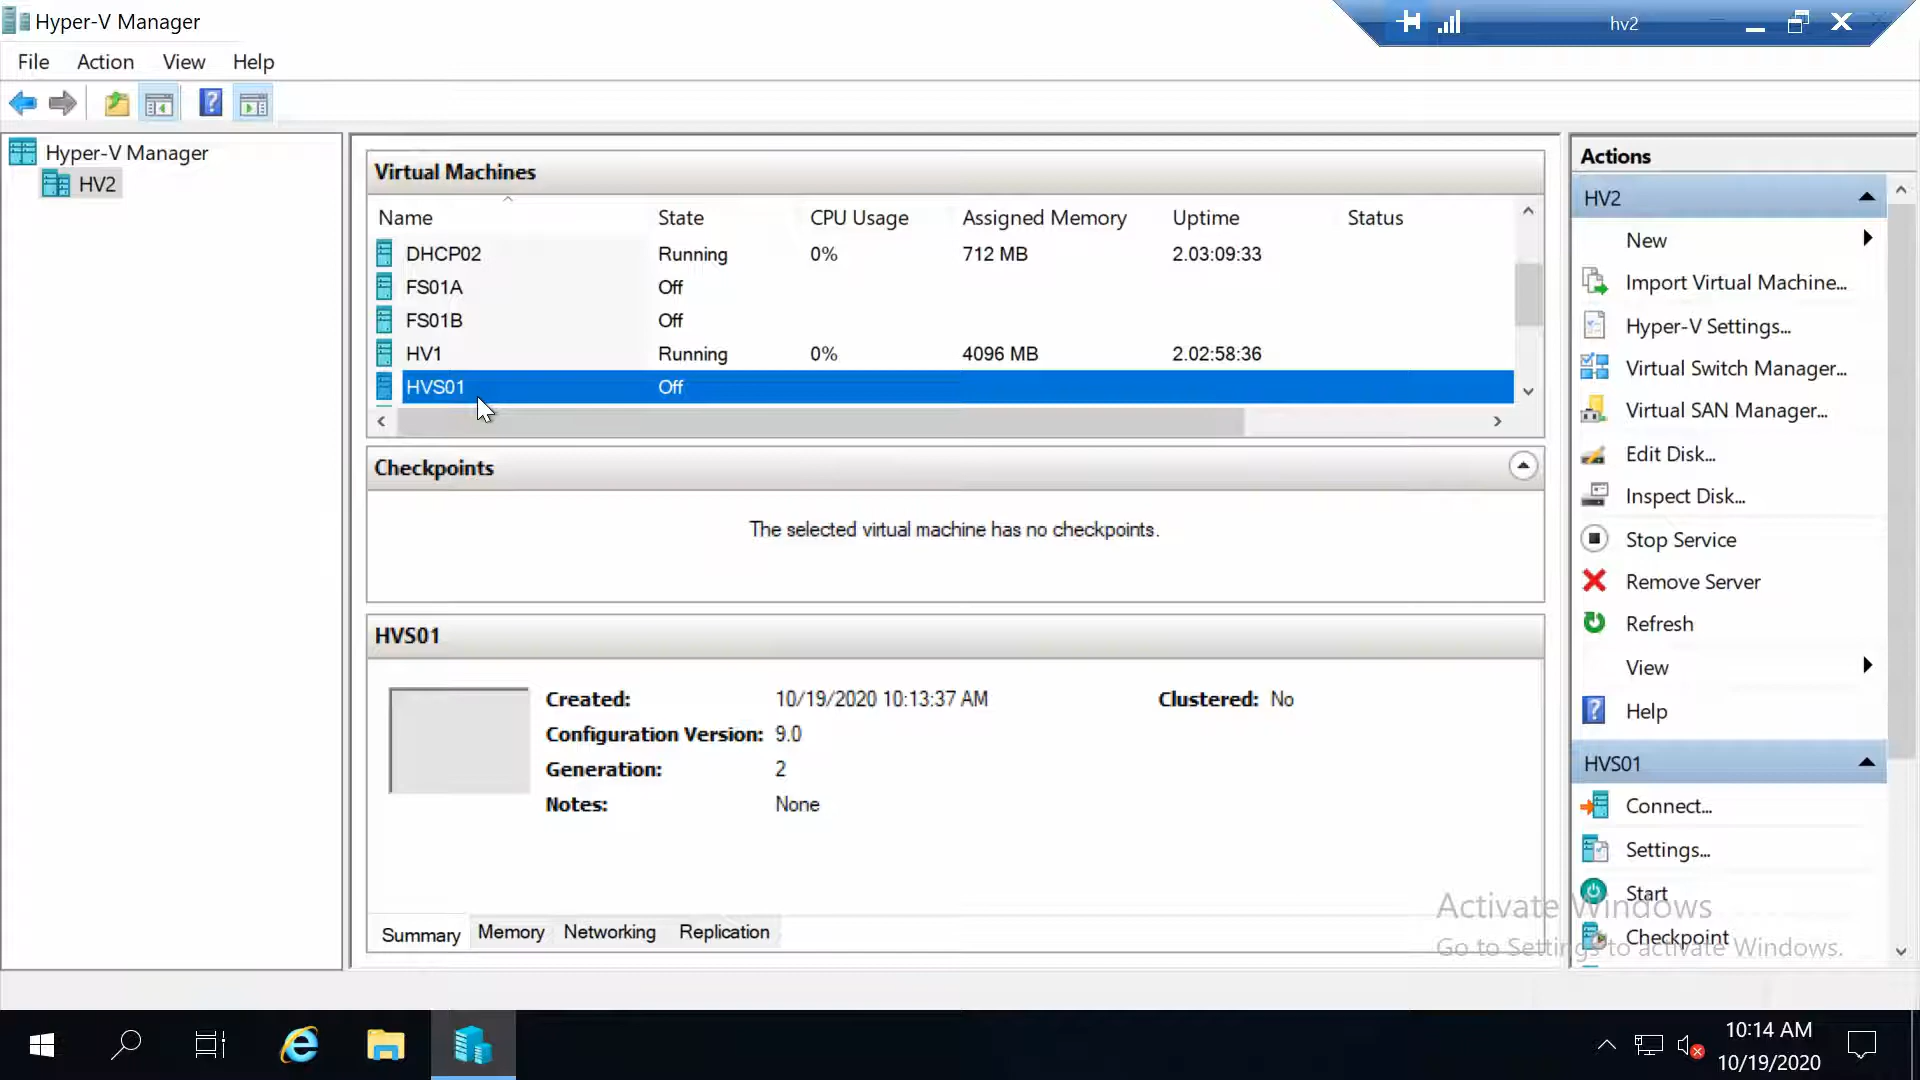 Hyper-V Manager
hv2
File Action View Help
Hyper-V Manager
HV2
Virtual Machines
Name State CPU Usage Assigned Memory Uptime Status
DHCP02 Running 0% 712 MB 2.03:09:33
FS01A Off
FS01B Off
HV1 Running 0% 4096 MB 2.02:58:36
HVS01 Off
Checkpoints
The selected virtual machine has no checkpoints.
HVS01
Created: 10/19/2020 10:13:37 AM Clustered: No
Configuration Version: 9.0
Generation: 2
Notes: None
Summary Memory Networking Replication
Actions
HV2
New
Import Virtual Machine...
Hyper-V Settings...
Virtual Switch Manager...
Virtual SAN Manager...
Edit Disk...
Inspect Disk...
Stop Service
Remove Server
Refresh
View
Help
HVS01
Connect...
Settings...
Start
Checkpoint
Activate Windows
Go to Settings to activate Windows.
10:14 AM
10/19/2020